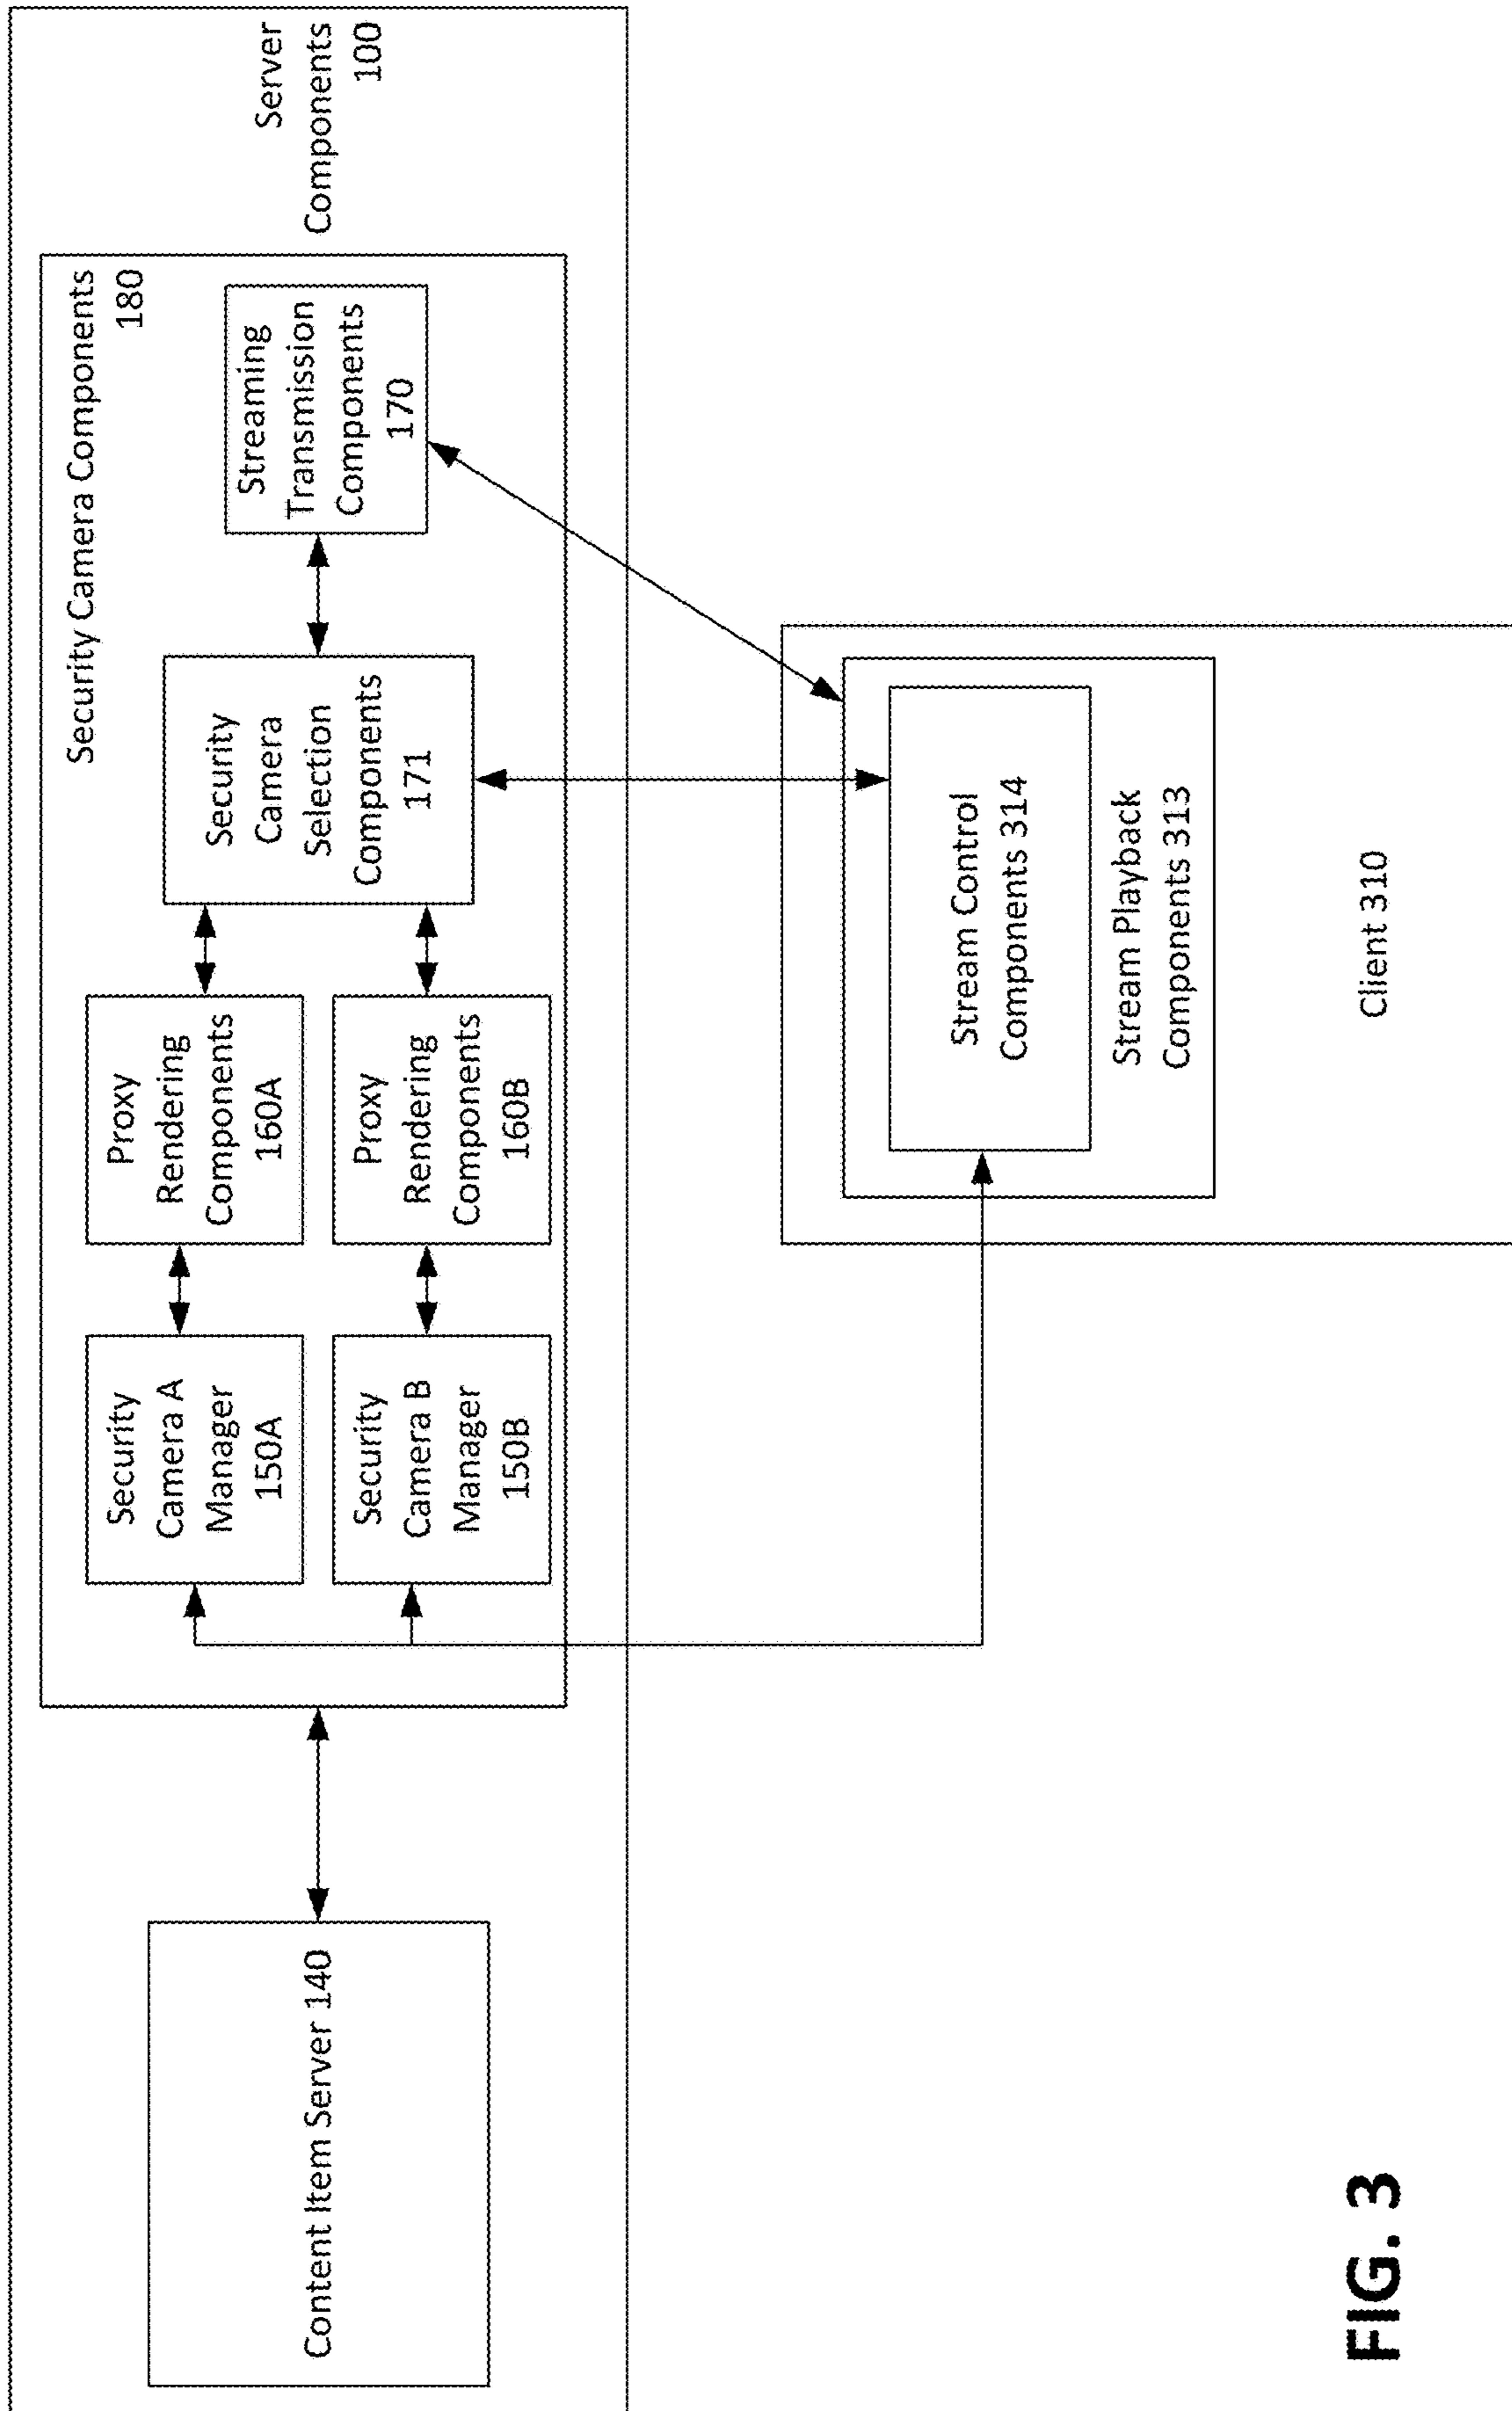 Server
Components
100
Security Camera Components
180
Content Item Server 140
Security
Camera A
Manager
150A
Proxy
Rendering
Components
160A
Security
Camera B
Manager
150B
Proxy
Rendering
Components
160B
Security
Camera
Selection
Components
171
Streaming
Transmission
Components
170
Stream Control
Components 314
Stream Playback
Components 313
Client 310
FIG. 3